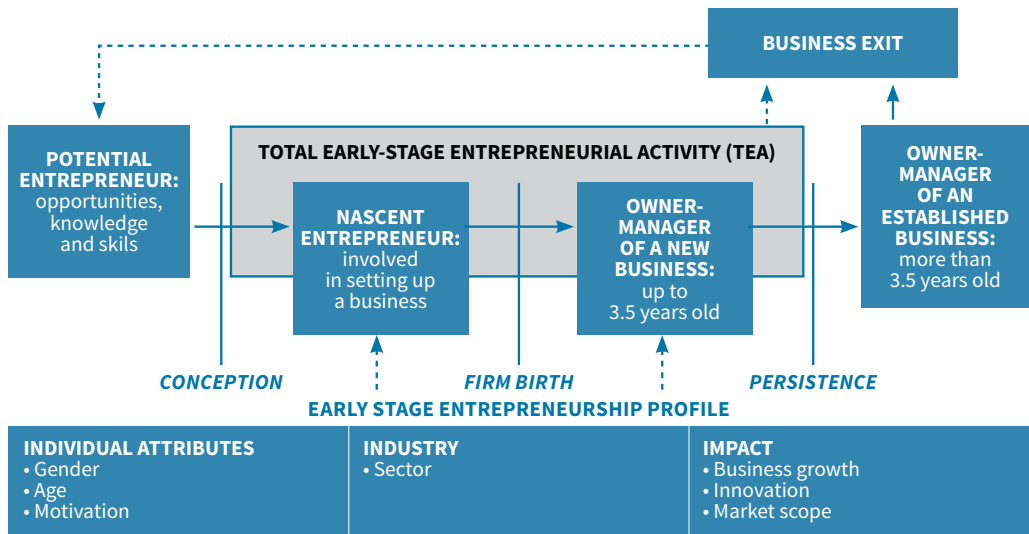 BUSINESS EXIT
POTENTIAL
ENTREPRENEUR:
opportunities,
knowledge
and skils
TOTAL EARLY-STAGE ENTREPRENEURIAL ACTIVITY (TEA)
NASCENT
ENTREPRENEUR:
involved
in setting up
a business
OWNER-
MANAGER
OF A NEW
BUSINESS:
up to
3.5 years old
OWNER-
MANAGER
OF AN
ESTABLISHED
BUSINESS:
more than
3.5 years old
CONCEPTION
FIRM BIRTH
PERSISTENCE
EARLY STAGE ENTREPRENEURSHIP PROFILE
INDIVIDUAL ATTRIBUTES
• Gender
• Age
• Motivation
INDUSTRY
• Sector
IMPACT
• Business growth
• Innovation
• Market scope